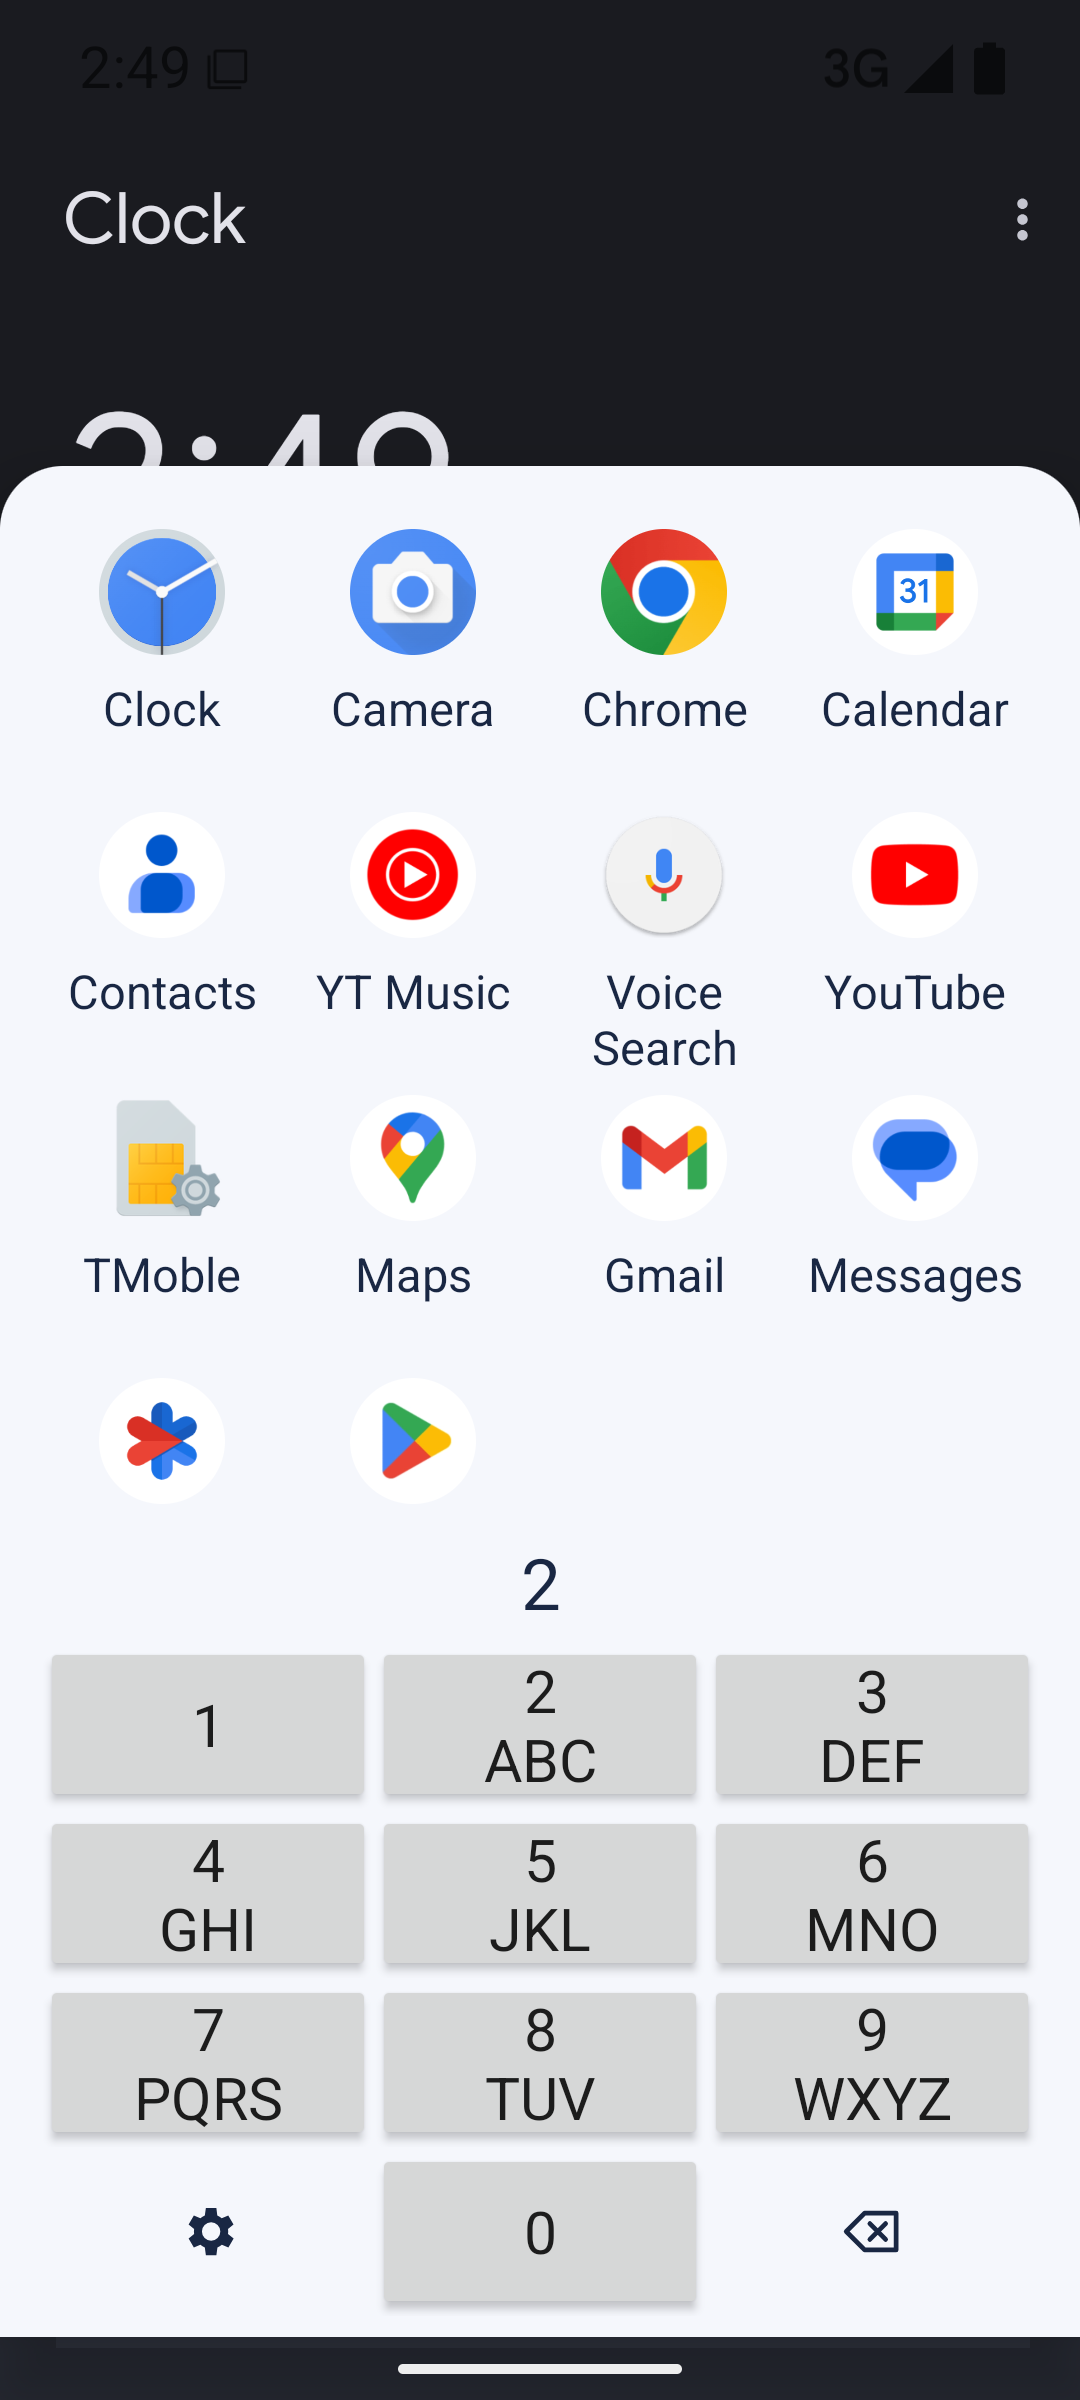 2:49
3G
Clock
2:49
31
Clock
Camera
Chrome
Calendar
Contacts
YT Music
Voice
Search
YouTube
TMoble
Maps
Gmail
Messages
2
1
2
ABC
3
DEF
4
GHI
5
JKL
6
MNO
7
PQRS
8
TUV
9
WXYZ
0